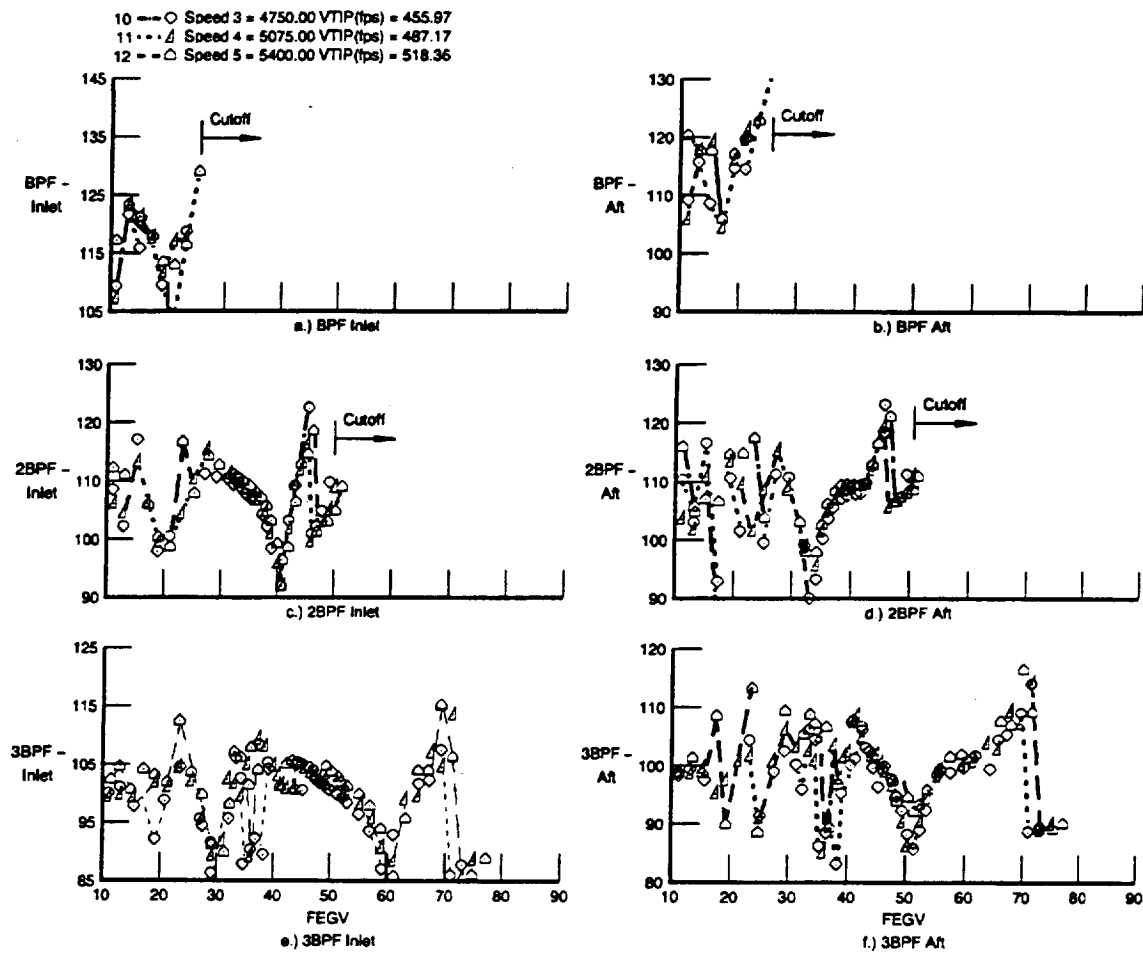 10 Speed 3 = 4750.00 VTIP(fps) = 455.97
11 Speed 4 = 5075.00 VTIP(fps) = 487.17
12 Speed 5 = 5400.00 VTIP(fps) = 518.36
145
135
125
115
105
BPF –
Inlet
Cutoff
a.) BPF Inlet
130
120
110
100
90
BPF –
Aft
Cutoff
b.) BPF Aft
130
120
110
100
90
2BPF –
Inlet
Cutoff
c.) 2BPF Inlet
130
120
110
100
90
2BPF –
Aft
Cutoff
d.) 2BPF Aft
125
115
105
95
85
3BPF –
Inlet
10 20 30 40 50 60 70 80 90
FEGV
e.) 3BPF Inlet
120
110
100
90
80
3BPF –
Aft
10 20 30 40 50 60 70 80 90
FEGV
f.) 3BPF Aft